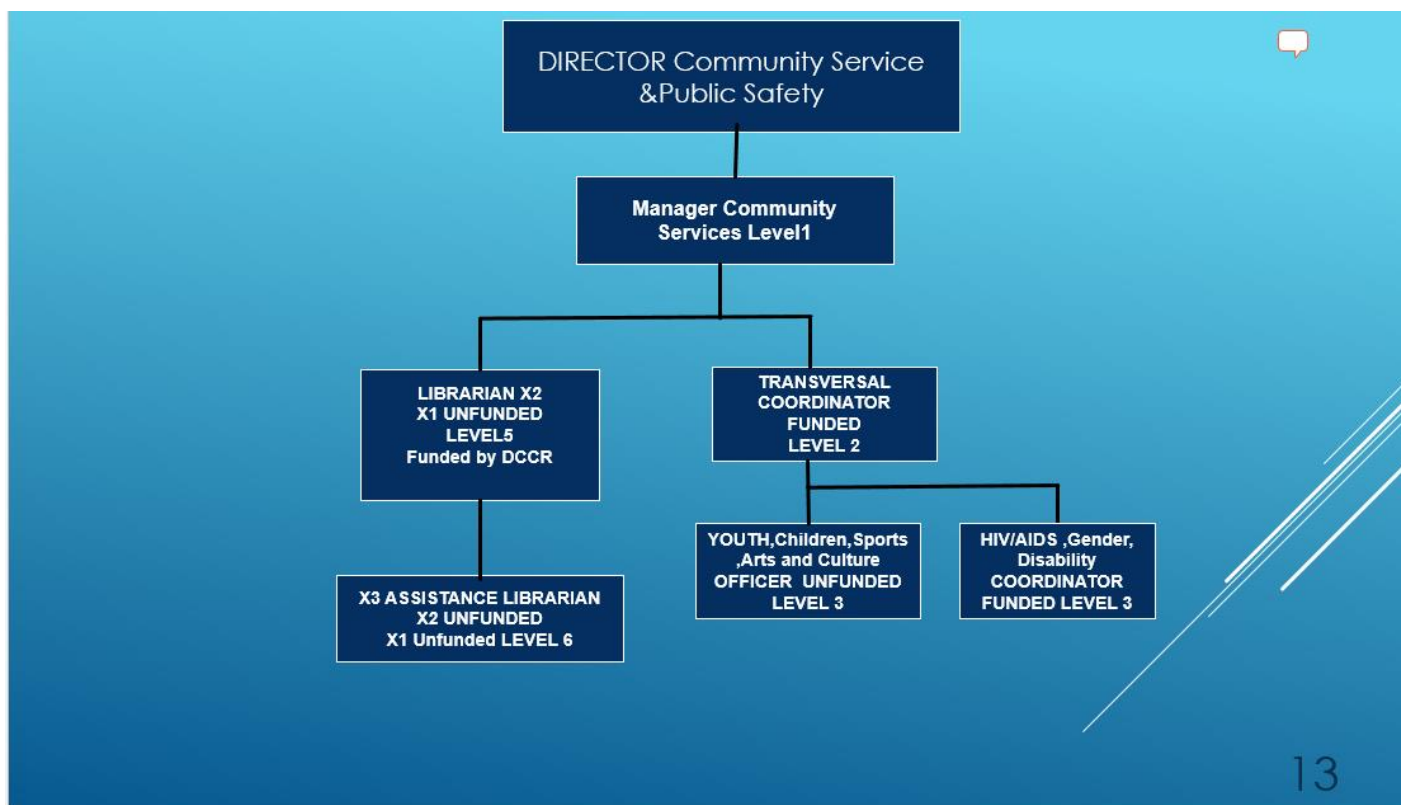 DIRECTOR Community Service
&Public Safety
Manager Community
Services Level1
LIBRARIAN X2
X1 UNFUNDED
LEVEL5
Funded by DCCR
TRANSVERSAL
COORDINATOR
FUNDED
LEVEL 2
X3 ASSISTANCE LIBRARIAN
X2 UNFUNDED
X1 Unfunded LEVEL 6
YOUTH,Children,Sports
,Arts and Culture
OFFICER UNFUNDED
LEVEL 3
HIV/AIDS ,Gender,
Disability
COORDINATOR
FUNDED LEVEL 3
13